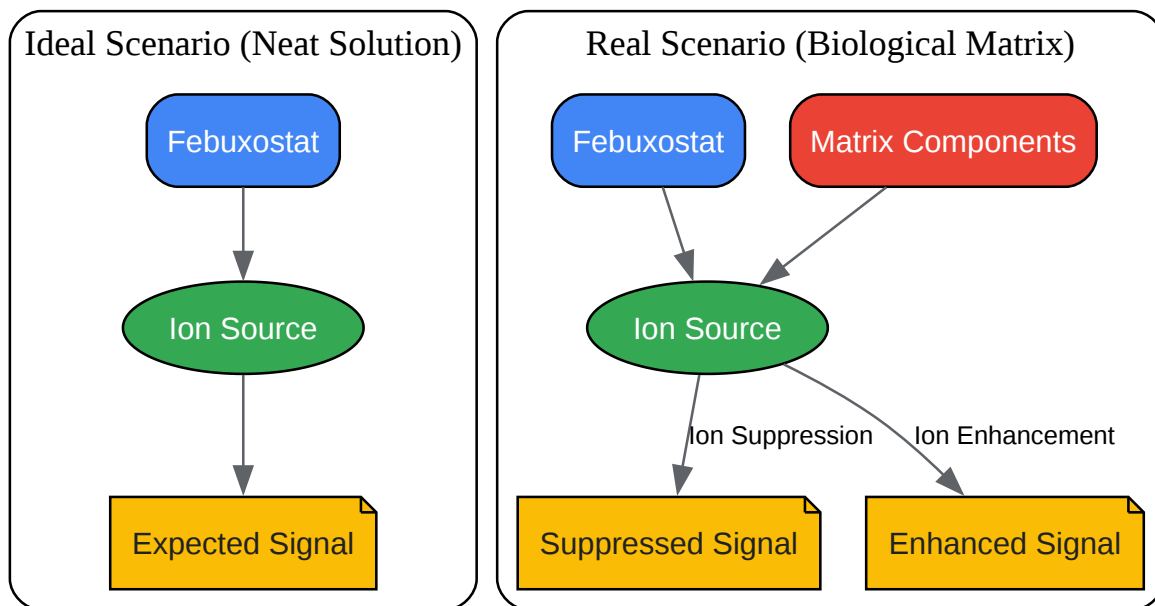 Ideal Scenario (Neat Solution)
Febuxostat
Ion Source
Expected Signal
Real Scenario (Biological Matrix)
Febuxostat
Matrix Components
Ion Source
Ion Suppression
Ion Enhancement
Suppressed Signal
Enhanced Signal